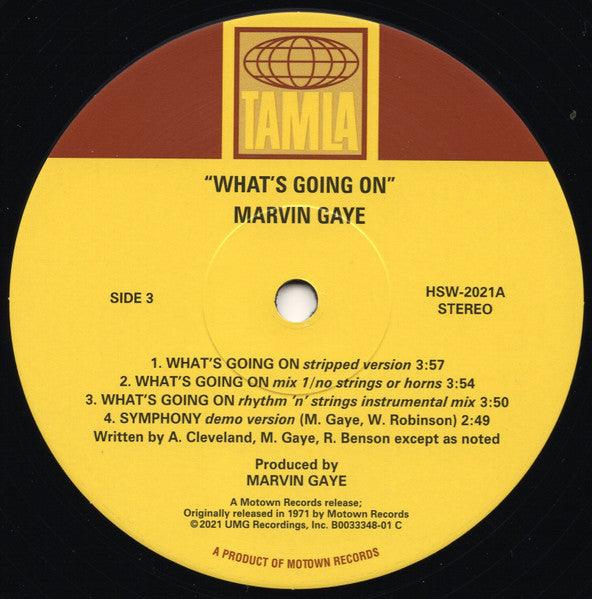 TAMLA
"WHAT'S GOING ON"
MARVIN GAYE
SIDE 3
HSW-2021A
STEREO
1. WHAT'S GOING ON stripped version 3:57
2. WHAT'S GOING ON mix 1/no strings or horns 3:54
3. WHAT'S GOING ON rhythm 'n' strings instrumental mix 3:50
4. SYMPHONY demo version (M. Gaye, W. Robinson) 2:49
Written by A. Cleveland, M. Gaye, R. Benson except as noted
Produced by
MARVIN GAYE
A Motown Records release;
Originally released in 1971 by Motown Records
©2021 UMG Recordings, Inc. B0033348-01 C
A PRODUCT OF MOTOWN RECORDS